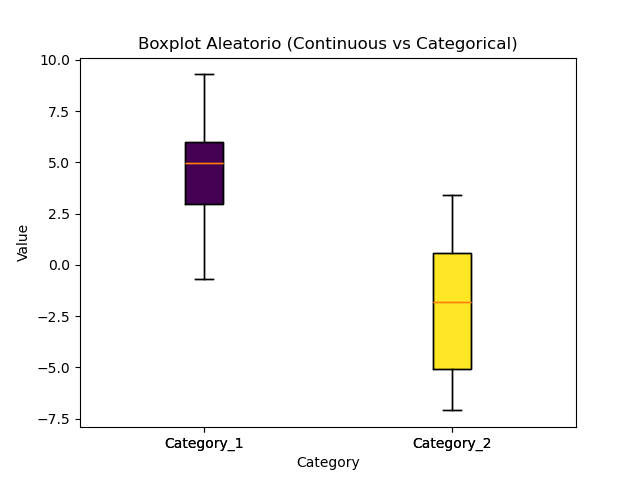 Boxplot Aleatorio (Continuous vs Categorical)
10.0
7.5
5.0
2.5
0.0
−2.5
−5.0
−7.5
Value
Category_1 Category_2
Category